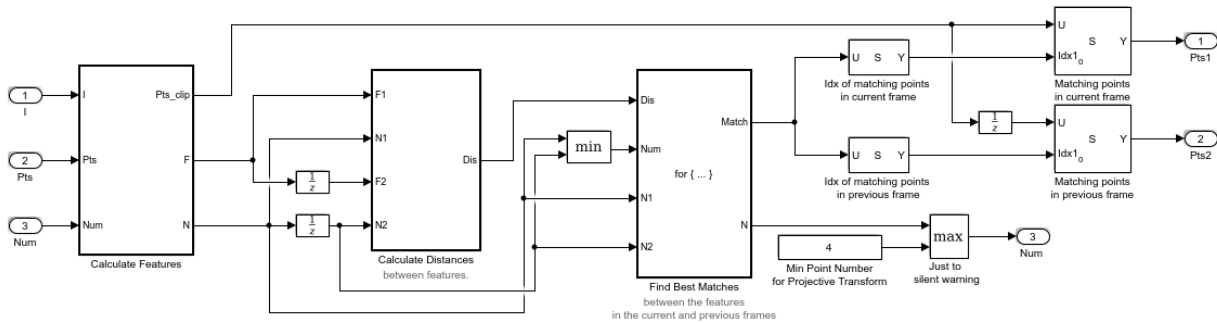 1
I
2
Pts
3
Num
I
Pts
Num
Pts_clip
F
N
Calculate Features
1
z
1
z
F1
N1
F2
N2
Dis
Calculate Distances
between features.
min
Dis
Num
N1
N2
Match
for { ... }
N
Find Best Matches
between the features
in the current and previous frames
U S Y
Idx of matching points
in current frame
U S Y
Idx of matching points
in previous frame
4
Min Point Number
for Projective Transform
max
Just to
silent warning
3
Num
1
z
U
Idx1
0
S
Y
Matching points
in current frame
U
Idx1
0
S
Y
Matching points
in previous frame
1
Pts1
2
Pts2